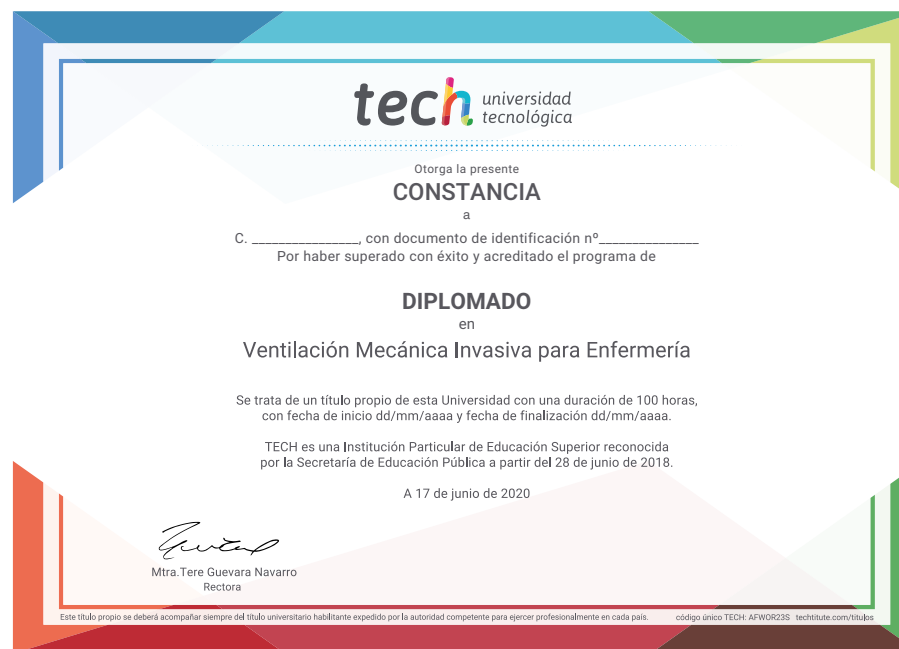 tech universidad
tecnológica
Otorga la presente
CONSTANCIA
a
C. ________________, con documento de identificación nº_______________
Por haber superado con éxito y acreditado el programa de
DIPLOMADO
en
Ventilación Mecánica Invasiva para Enfermería
Se trata de un título propio de esta Universidad con una duración de 100 horas,
con fecha de inicio dd/mm/aaaa y fecha de finalización dd/mm/aaaa.
TECH es una Institución Particular de Educación Superior reconocida
por la Secretaría de Educación Pública a partir del 28 de junio de 2018.
A 17 de junio de 2020
Mtra.Tere Guevara Navarro
Rectora
Este título propio se deberá acompañar siempre del título universitario habilitante expedido por la autoridad competente para ejercer profesionalmente en cada país. código único TECH: AFWOR23S techtitute.com/titulos